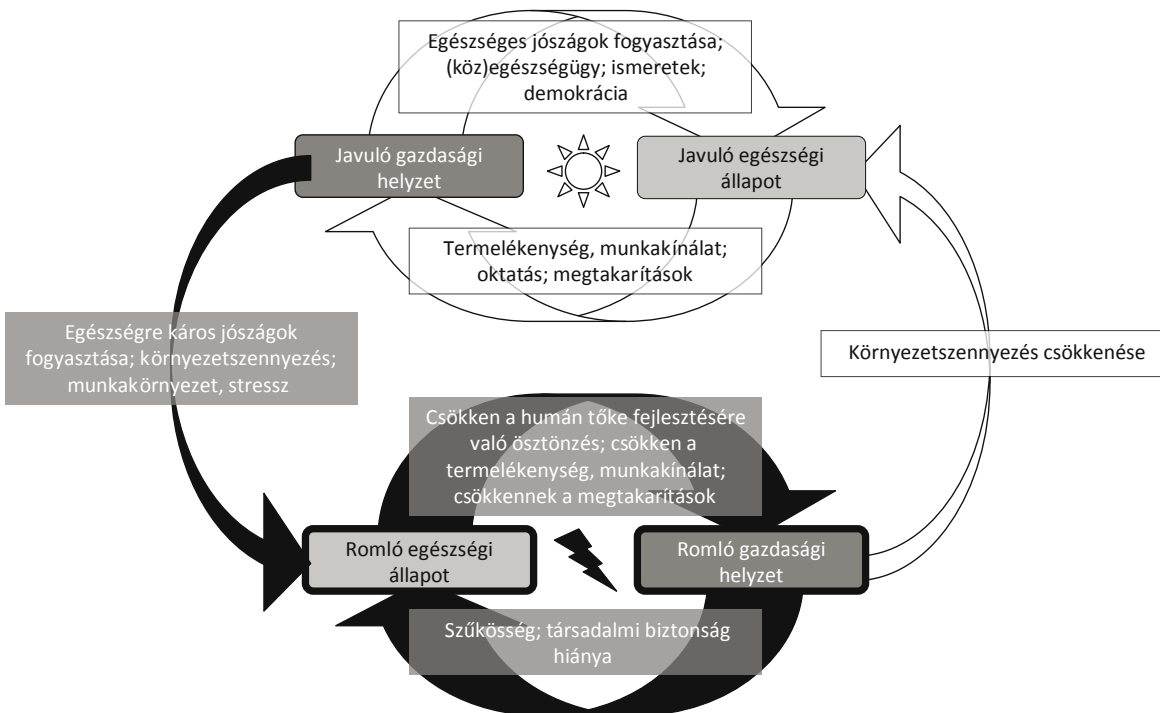 Egészséges jószágok fogyasztása;
(köz)egészségügy; ismeretek;
demokrácia
Javuló gazdasági
helyzet
Javuló egészségi
állapot
Termelékenység, munkakínálat;
oktatás; megtakarítások
Egészségre káros jószágok
fogyasztása; környezetszennyezés;
munkakörnyezet, stressz
Környezetszennyezés csökkenése
Csökken a humán tőke fejlesztésére
való ösztönzés; csökken a
termelékenység, munkakínálat;
csökkennek a megtakarítások
Romló egészségi
állapot
Romló gazdasági
helyzet
Szűkösség; társadalmi biztonság
hiánya